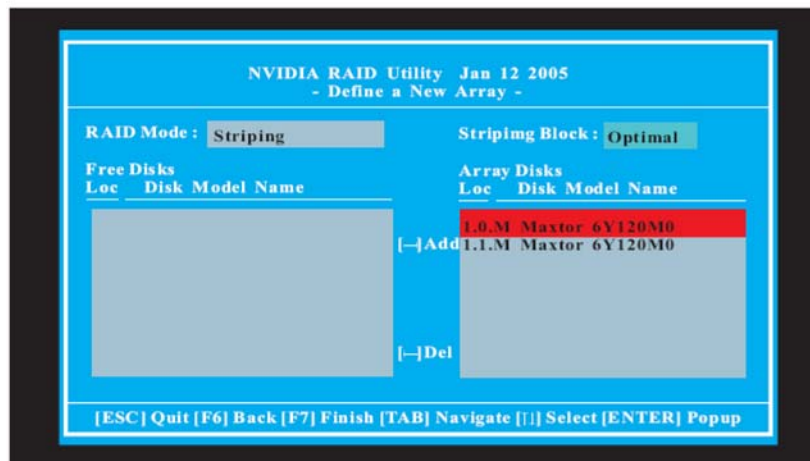 NVIDIA RAID Utility Jan 12 2005
- Define a New Array -
RAID Mode : Striping
Stripimg Block : Optimal
Free Disks
Loc Disk Model Name
Array Disks
Loc Disk Model Name
[—]Add
1.0.M Maxtor 6Y120M0
1.1.M Maxtor 6Y120M0
[—]Del
[ESC] Quit [F6] Back [F7] Finish [TAB] Navigate [↑↓] Select [ENTER] Popup